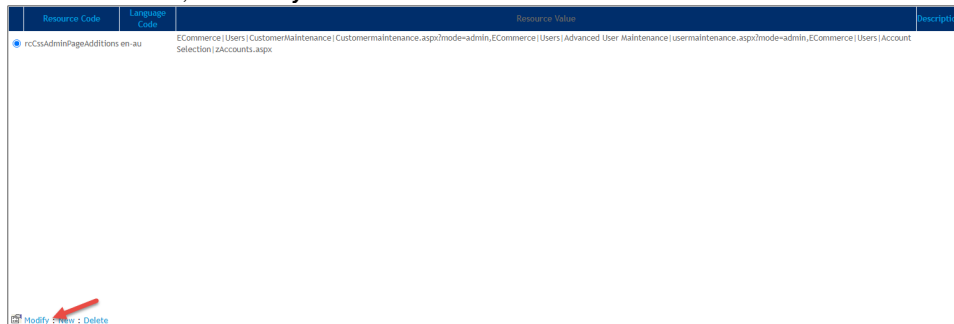 Resource Code
Language Code
Resource Value
Descriptio
rcCssAdminPageAdditions en-au
ECommerce|Users|CustomerMaintenance|Customermaintenance.aspx?mode=admin,ECommerce|Users|Advanced User Maintenance|usermaintenance.aspx?mode=admin,ECommerce|Users|Account
Selection|zAccounts.aspx
Modify : New : Delete